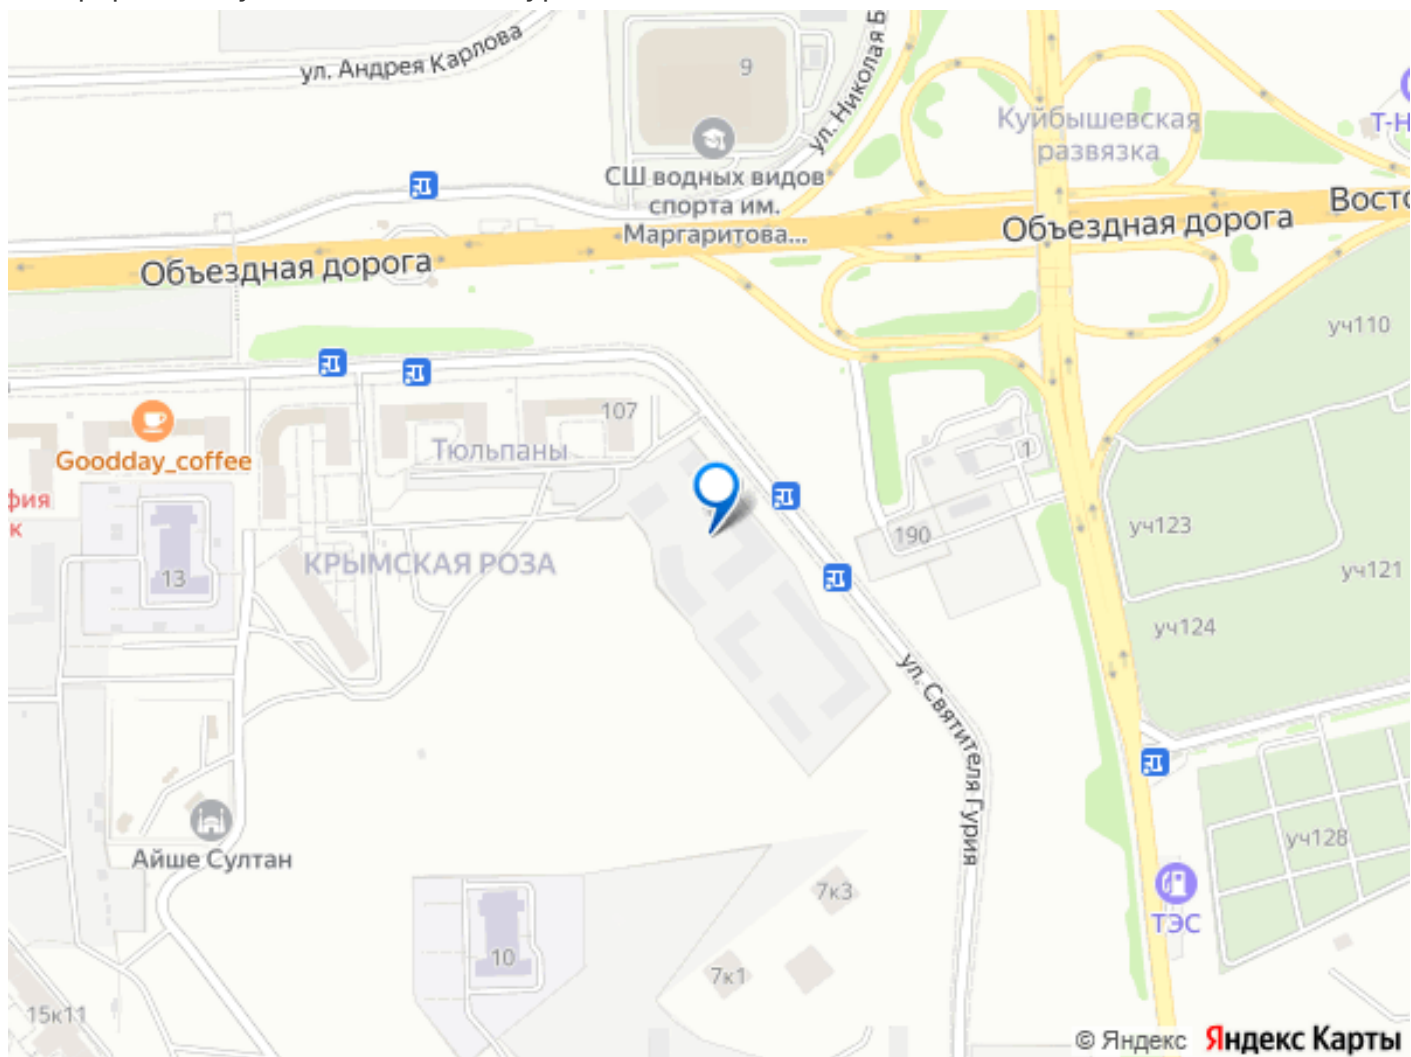 ул. Андрея Карлова
9
ул. Николая Б
Куйбышевская
развязка
Т-Н
СШ водных видов
спорта им.
Маргаритова...
Восто
Объездная дорога
Объездная дорога
уч110
107
Goodday_coffee
Тюльпаны
1
фия
к
190
уч123
КРЫМСКАЯ РОЗА
13
уч121
уч124
ул. Святителя Гурия
уч128
Айше Султан
7к3
ТЭС
10
7к1
15к11
© Яндекс Яндекс Карты